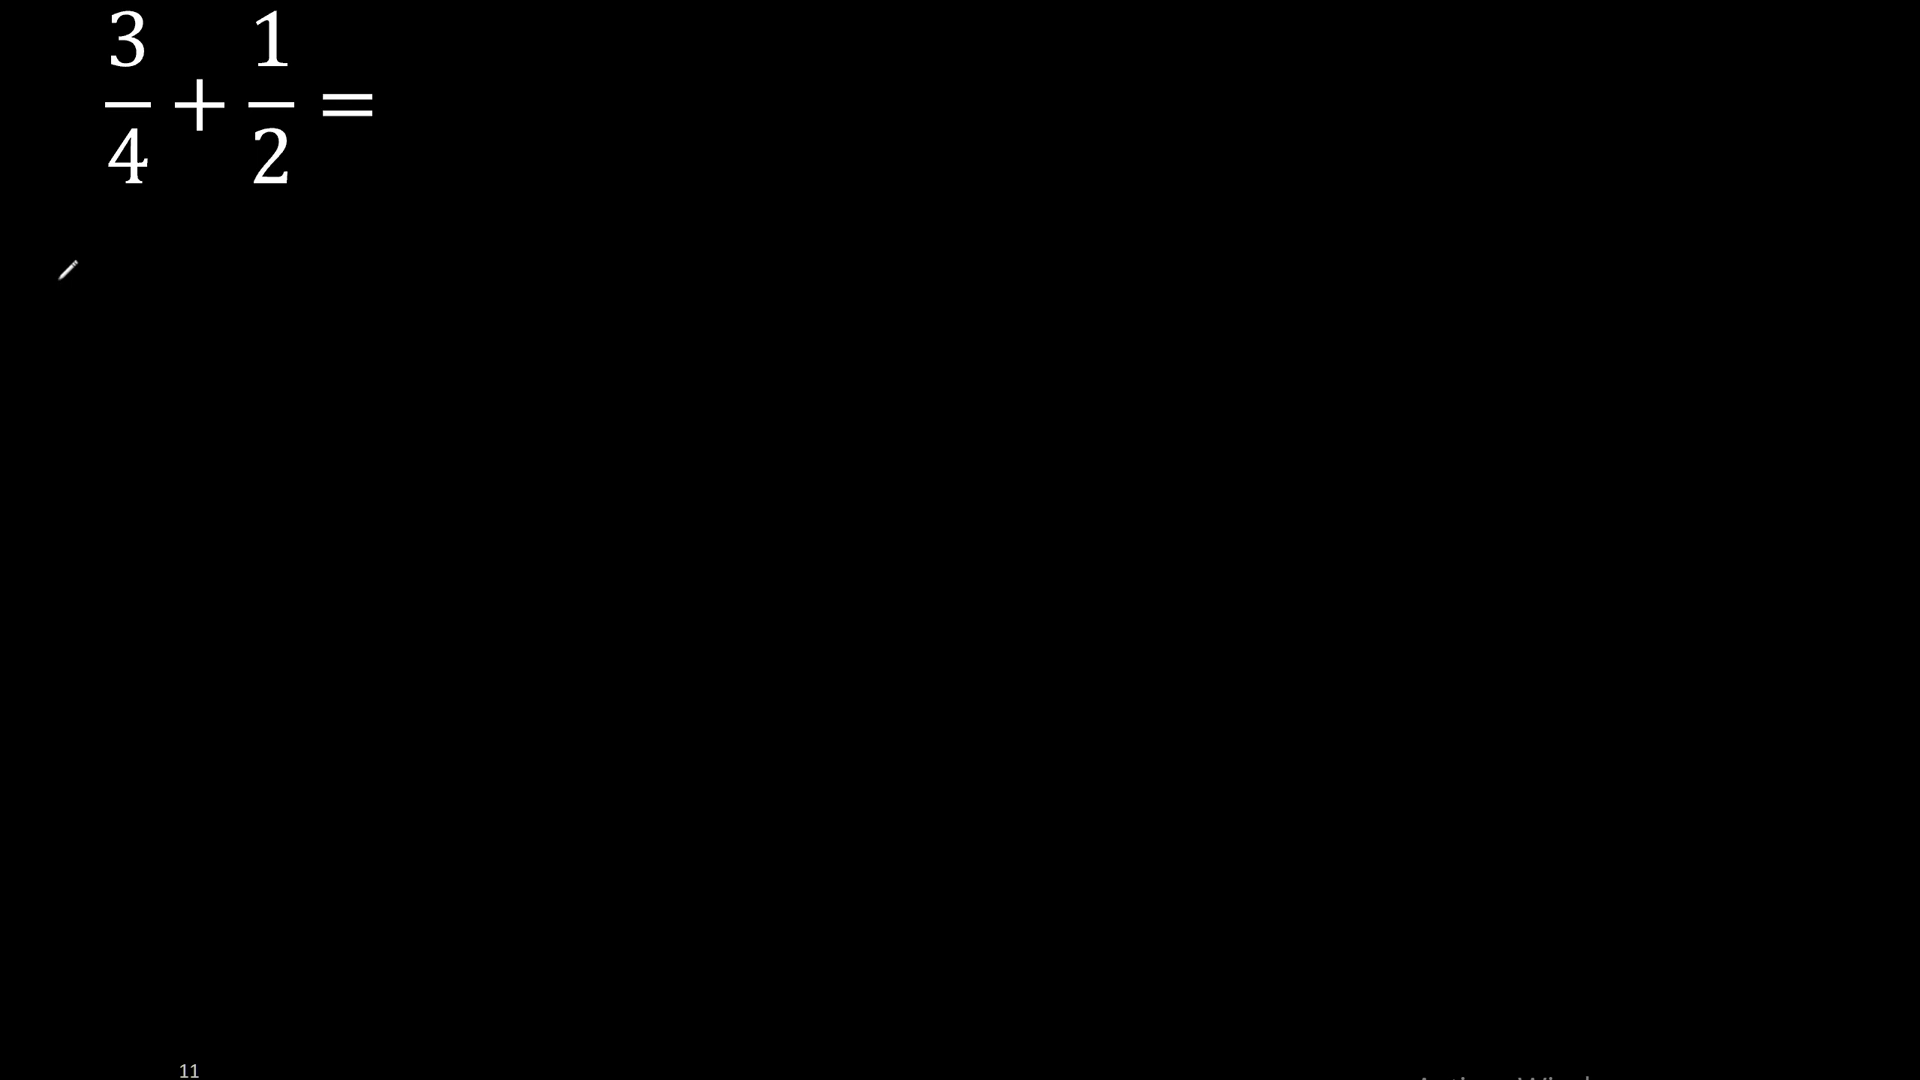 3/4 + 1/2 =
11